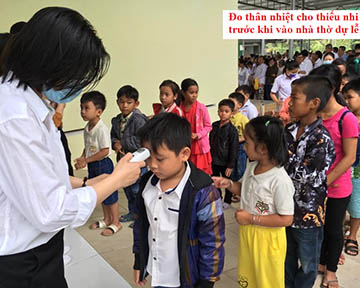 Đo thân nhiệt cho thiếu nhi
trước khi vào nhà thờ dự lễ